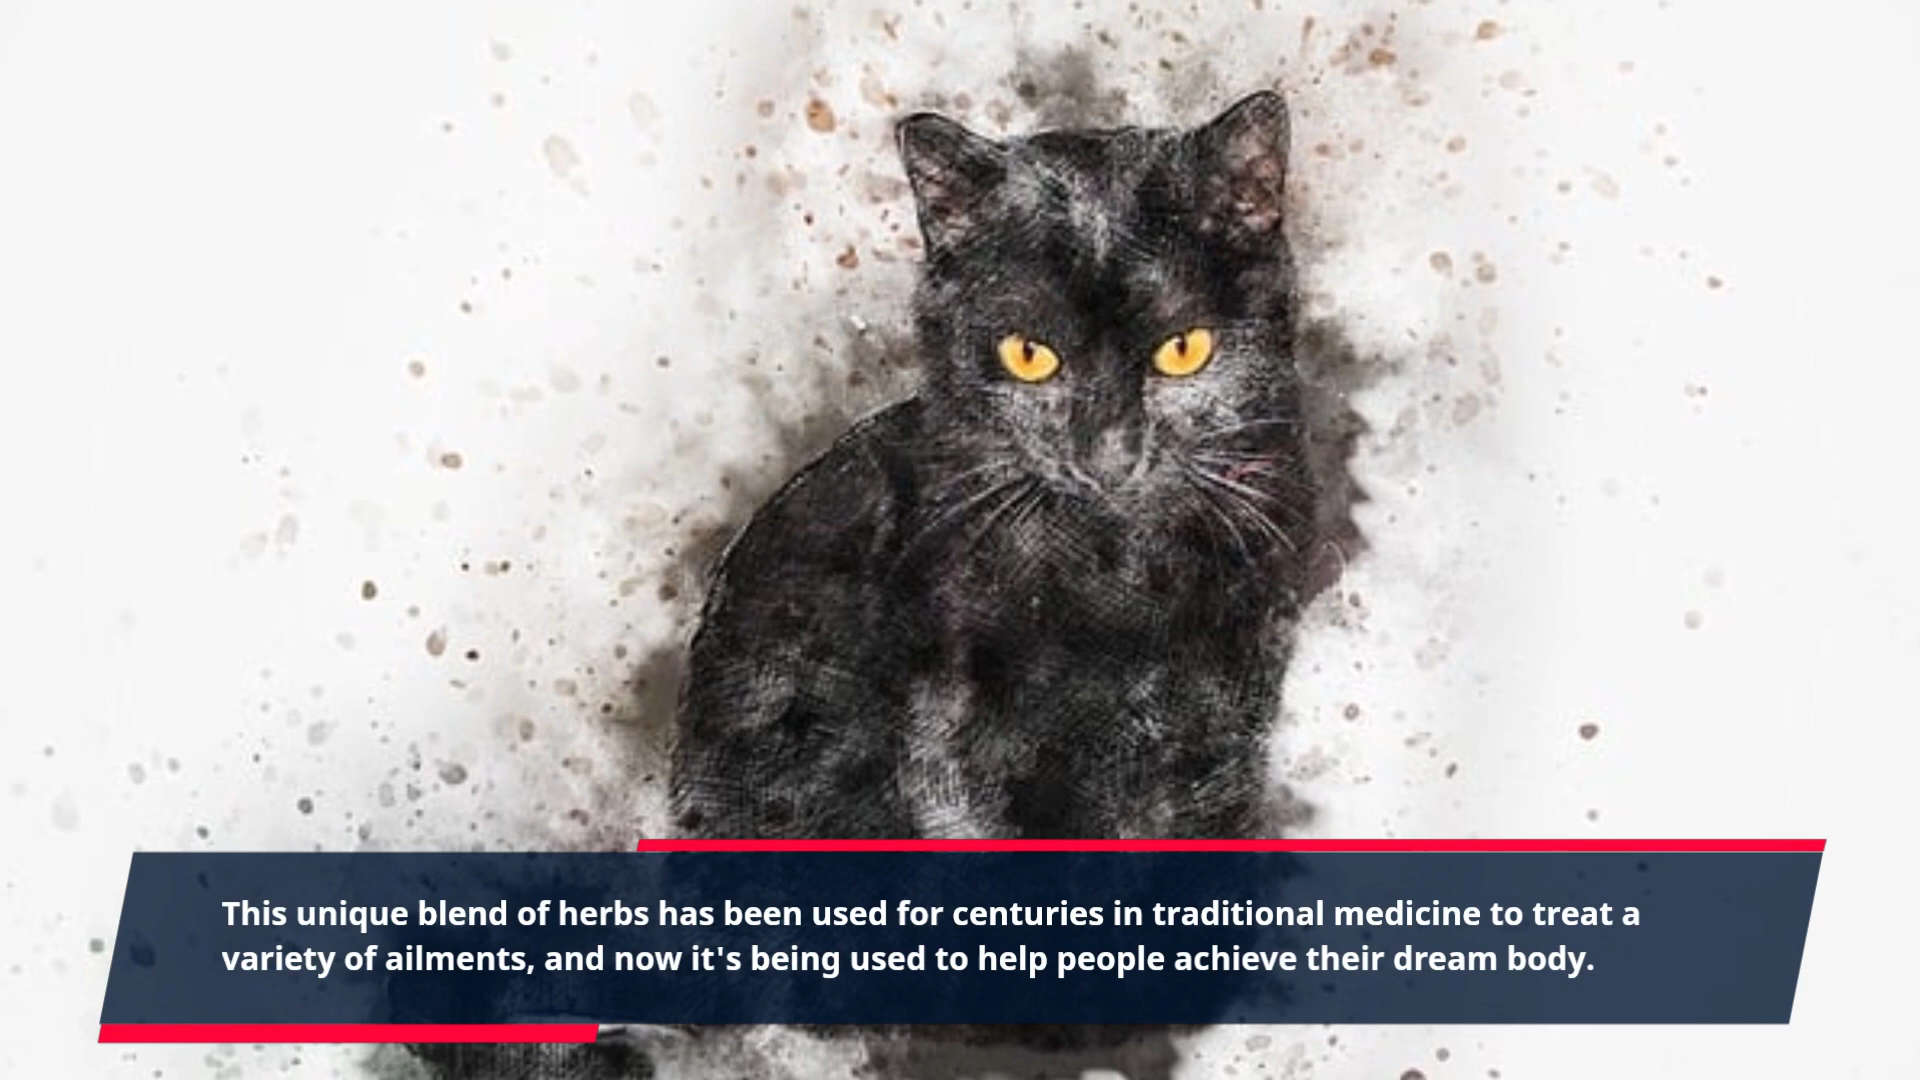 This unique blend of herbs has been used for centuries in traditional medicine to treat a
variety of ailments, and now it's being used to help people achieve their dream body.